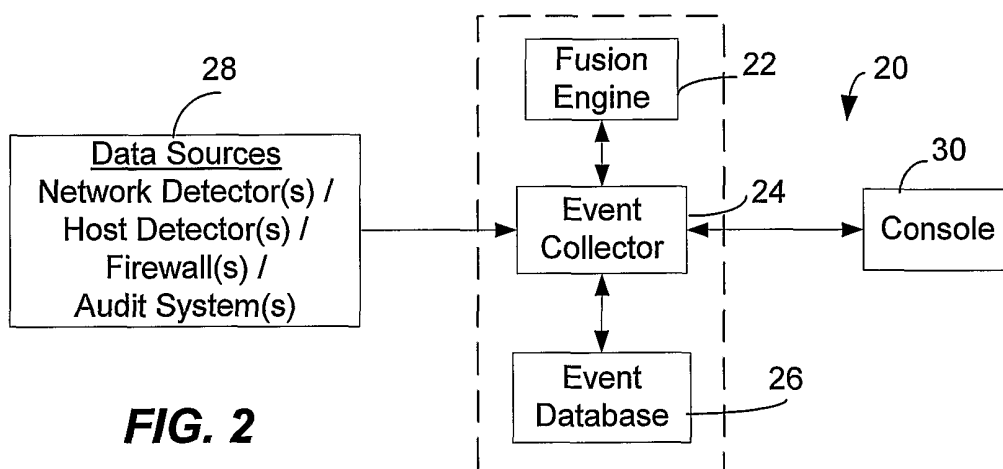 28
Data Sources
Network Detector(s) /
Host Detector(s) /
Firewall(s) /
Audit System(s)
Fusion
Engine
22
20
Event
Collector
24
30
Console
Event
Database
26
FIG. 2